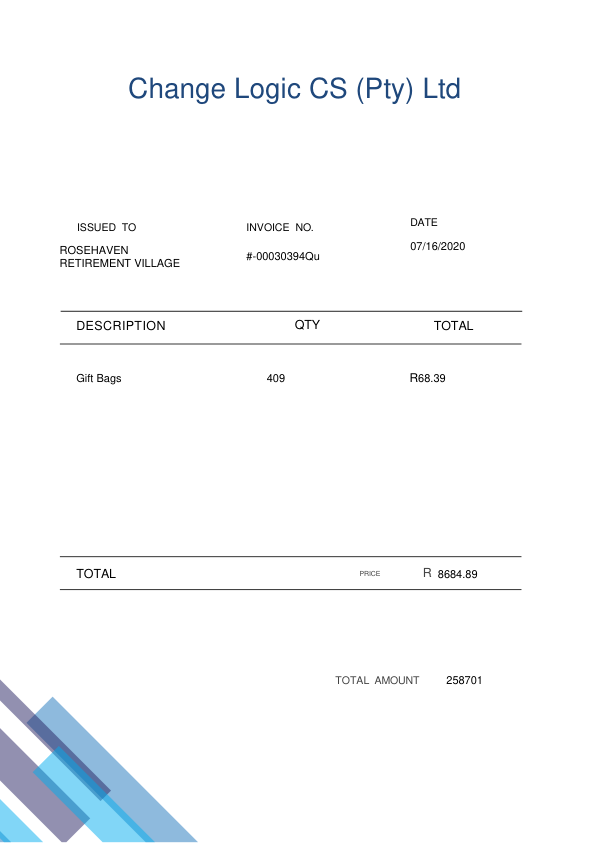 Change Logic CS (Pty) Ltd
ISSUED TO
INVOICE NO.
DATE
ROSEHAVEN
RETIREMENT VILLAGE
#-00030394Qu
07/16/2020
DESCRIPTION QTY TOTAL
Gift Bags 409 R68.39
TOTAL PRICE R 8684.89
TOTAL AMOUNT 258701